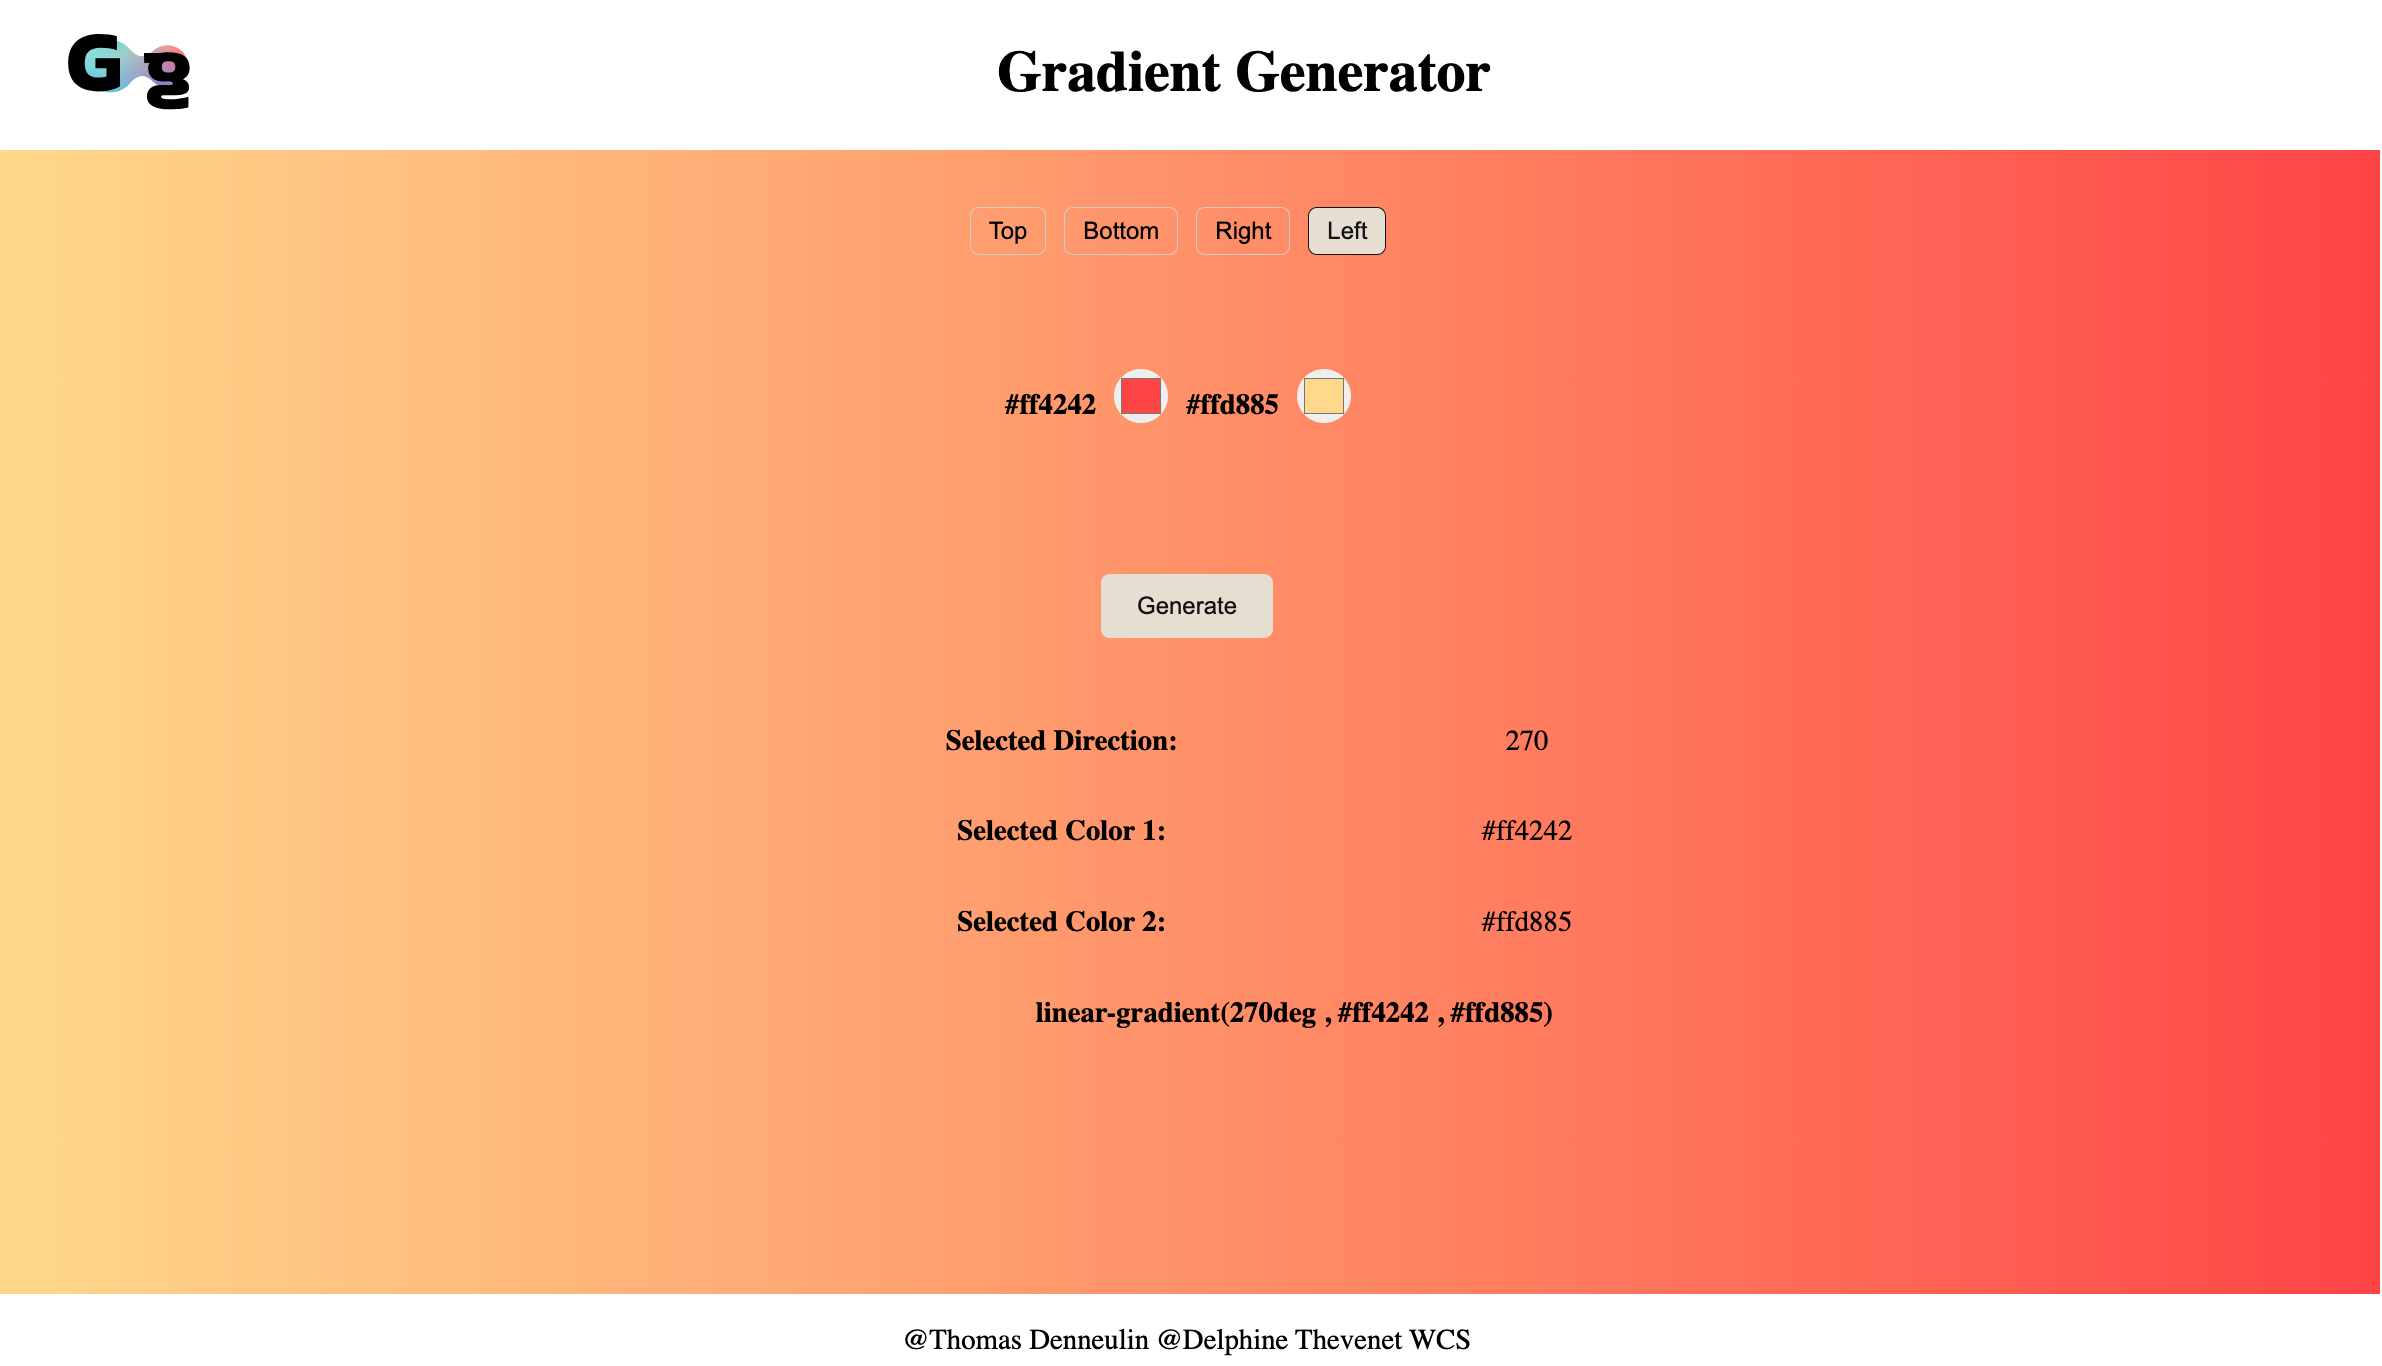 Gg
Gradient Generator
Top Bottom Right Left
#ff4242 #ffd885
Generate
Selected Direction: 270
Selected Color 1: #ff4242
Selected Color 2: #ffd885
linear-gradient(270deg , #ff4242 , #ffd885)
@Thomas Denneulin @Delphine Thevenet WCS